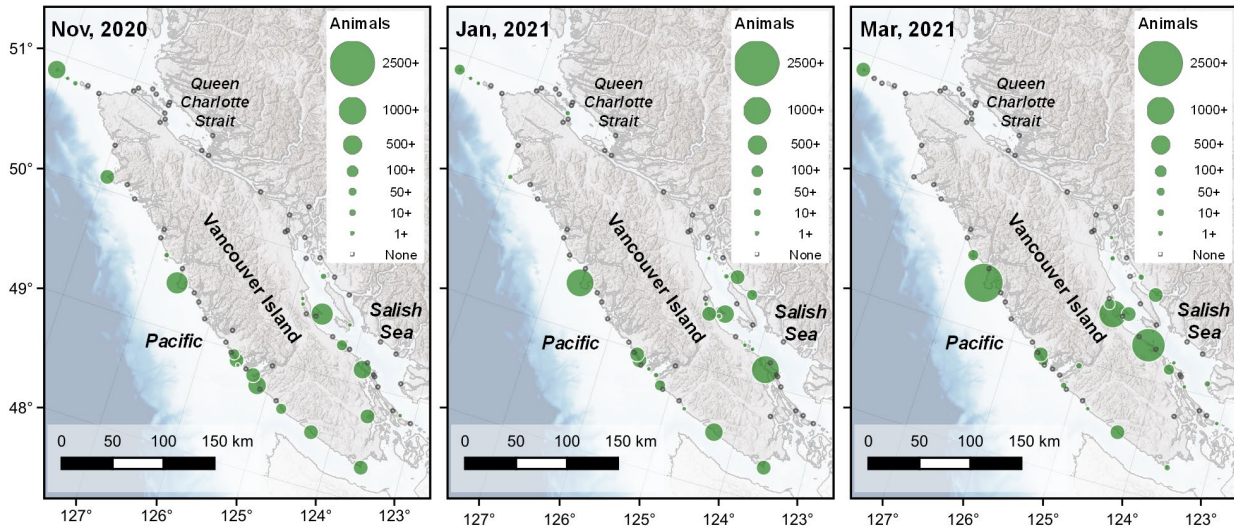 Nov, 2020
Animals
2500+
1000+
500+
100+
50+
10+
1+
None
Queen
Charlotte
Strait
Vancouver Island
Pacific
Salish
Sea
0 50 100 150 km
51°
50°
49°
48°
127° 126° 125° 124° 123°
Jan, 2021
Animals
2500+
1000+
500+
100+
50+
10+
1+
None
Queen
Charlotte
Strait
Vancouver Island
Pacific
Salish
Sea
0 50 100 150 km
127° 126° 125° 124° 123°
Mar, 2021
Animals
2500+
1000+
500+
100+
50+
10+
1+
None
Queen
Charlotte
Strait
Vancouver Island
Pacific
Salish
Sea
0 50 100 150 km
127° 126° 125° 124° 123°